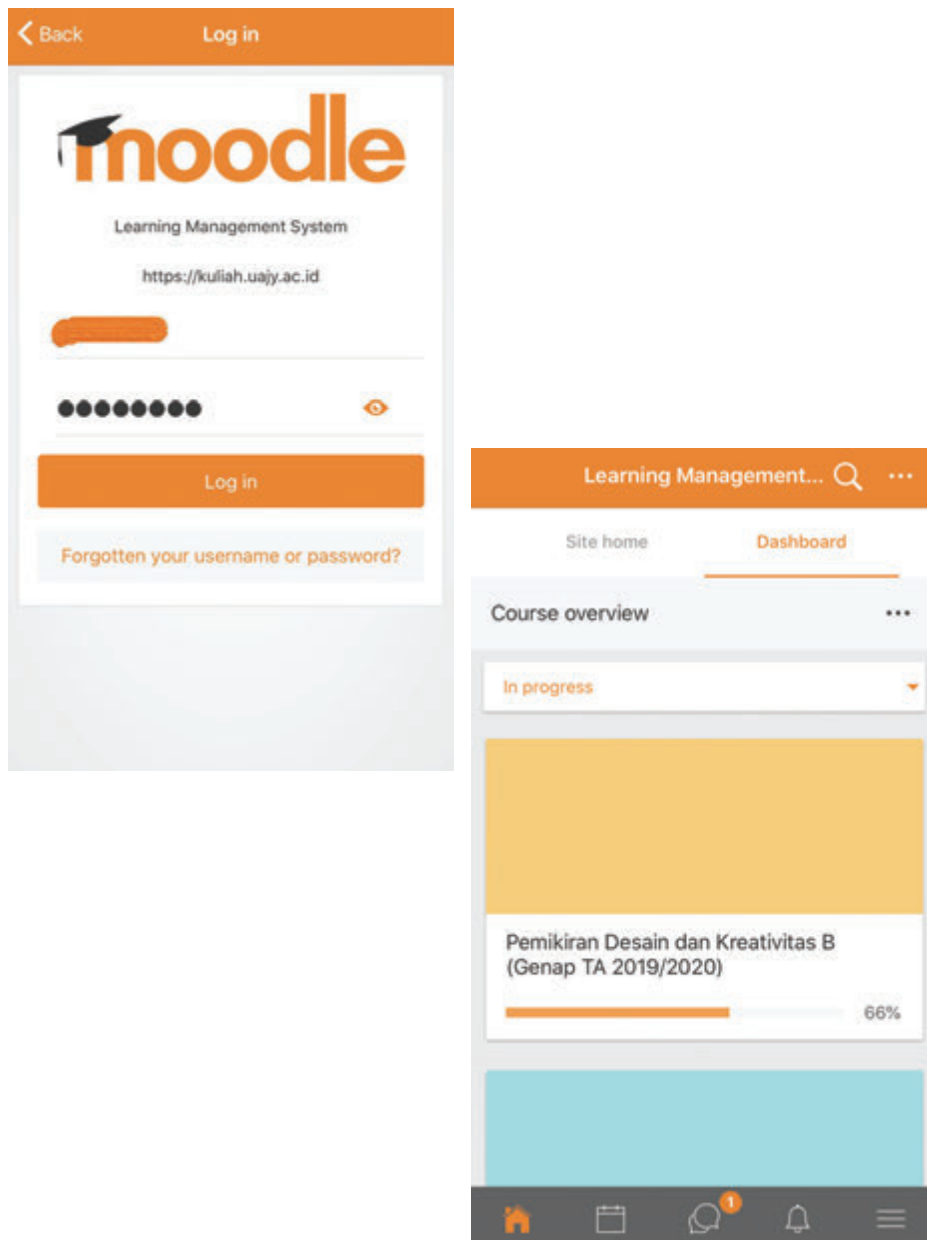 Back Log in
moodle
Learning Management System
https://kuliah.uajy.ac.id
Log in
Forgotten your username or password?
Learning Management...
Site home Dashboard
Course overview
In progress
Pemikiran Desain dan Kreativitas B
(Genap TA 2019/2020)
66%
1